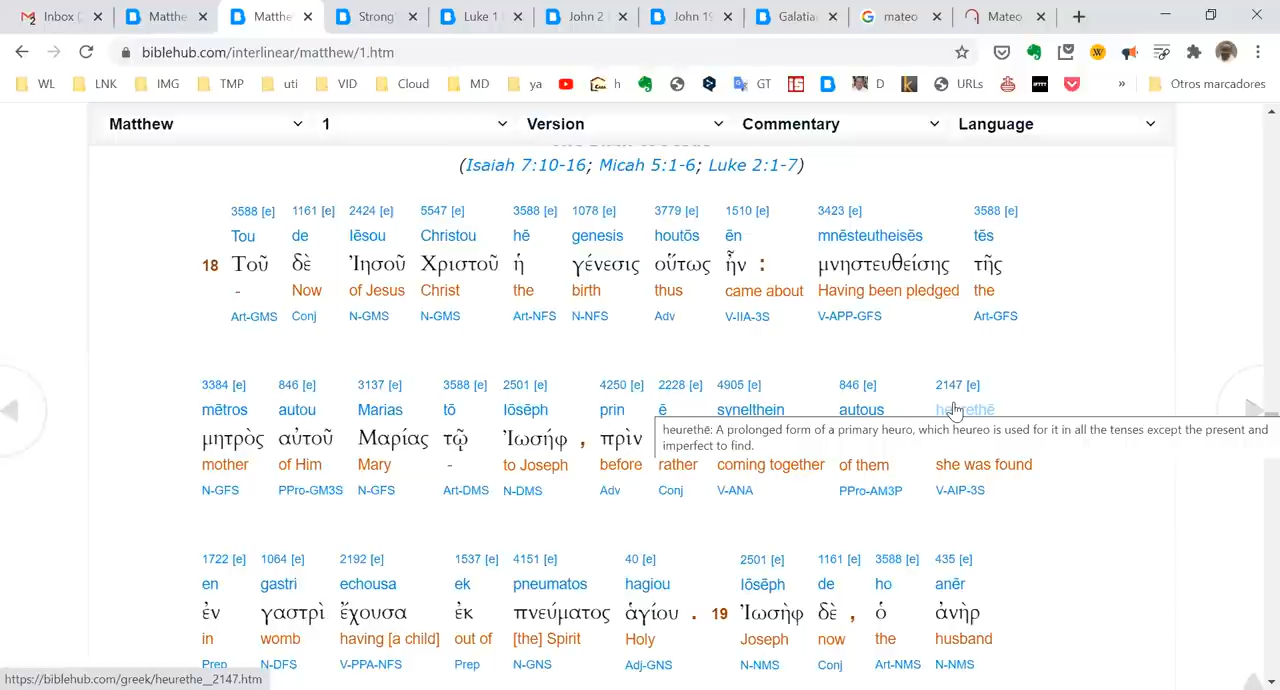 Inbox (2
Matthe
Matthe
Strong'
Luke 1
John 2
John 19
Galatia
mateo
Mateo
biblehub.com/interlinear/matthew/1.htm
WL LNK IMG TMP uti VID Cloud MD ya h GT D URLs » Otros marcadores
Matthew 1 Version Commentary Language
(Isaiah 7:10-16; Micah 5:1-6; Luke 2:1-7)
3588 [e] 1161 [e] 2424 [e] 5547 [e] 3588 [e] 1078 [e] 3779 [e] 1510 [e] 3423 [e] 3588 [e]
Tou de Iēsou Christou hē genesis houtōs ēn mnēsteutheisēs tēs
18 Τοῦ δὲ Ἰησοῦ Χριστοῦ ἡ γένεσις οὕτως ἦν : μνηστευθείσης τῆς
- Now of Jesus Christ the birth thus came about Having been pledged the
Art-GMS Conj N-GMS N-GMS Art-NFS N-NFS Adv V-IIA-3S V-APP-GFS Art-GFS
3384 [e] 846 [e] 3137 [e] 3588 [e] 2501 [e] 4250 [e] 2228 [e] 4905 [e] 846 [e] 2147 [e]
mētros autou Marias tō Iōsēph prin ē synelthein autous heurethē
μητρὸς αὐτοῦ Μαρίας τῷ Ἰωσήφ , πρὶν
heurethē: A prolonged form of a primary heuro, which heureo is used for it in all the tenses except the present and
imperfect to find.
mother of Him Mary - to Joseph before rather coming together of them she was found
N-GFS PPro-GM3S N-GFS Art-DMS N-DMS Adv Conj V-ANA PPro-AM3P V-AIP-3S
1722 [e] 1064 [e] 2192 [e] 1537 [e] 4151 [e] 40 [e] 2501 [e] 1161 [e] 3588 [e] 435 [e]
en gastri echousa ek pneumatos hagiou Iōsēph de ho anēr
ἐν γαστρὶ ἔχουσα ἐκ πνεύματος ἁγίου . 19 Ἰωσὴφ δὲ , ὁ ἀνὴρ
in womb having [a child] out of [the] Spirit Holy Joseph now the husband
Prep N-DFS V-PPA-NFS Prep N-GNS Adj-GNS N-NMS Conj Art-NMS N-NMS
https://biblehub.com/greek/heurethe__2147.htm